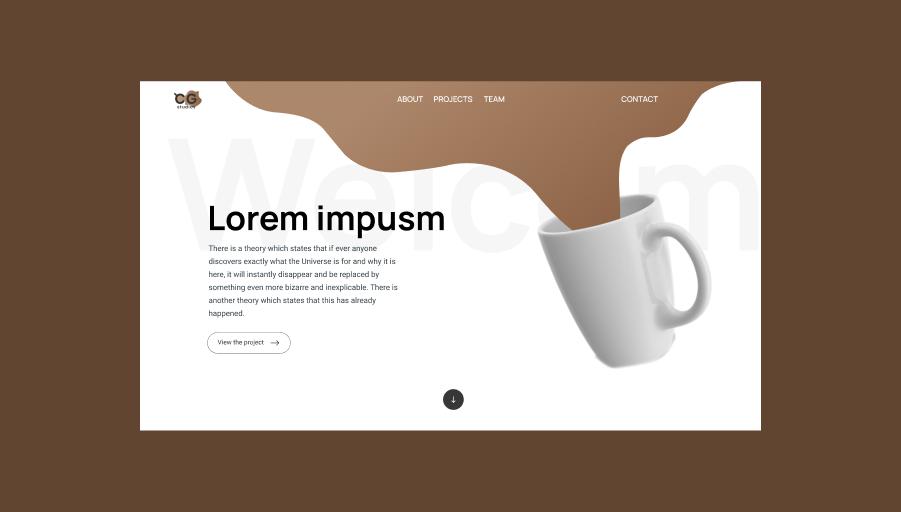 CG
studios
ABOUT PROJECTS TEAM CONTACT
Welcom
Lorem impusm
There is a theory which states that if ever anyone
discovers exactly what the Universe is for and why it is
here, it will instantly disappear and be replaced by
something even more bizarre and inexplicable. There is
another theory which states that this has already
happened.
View the project